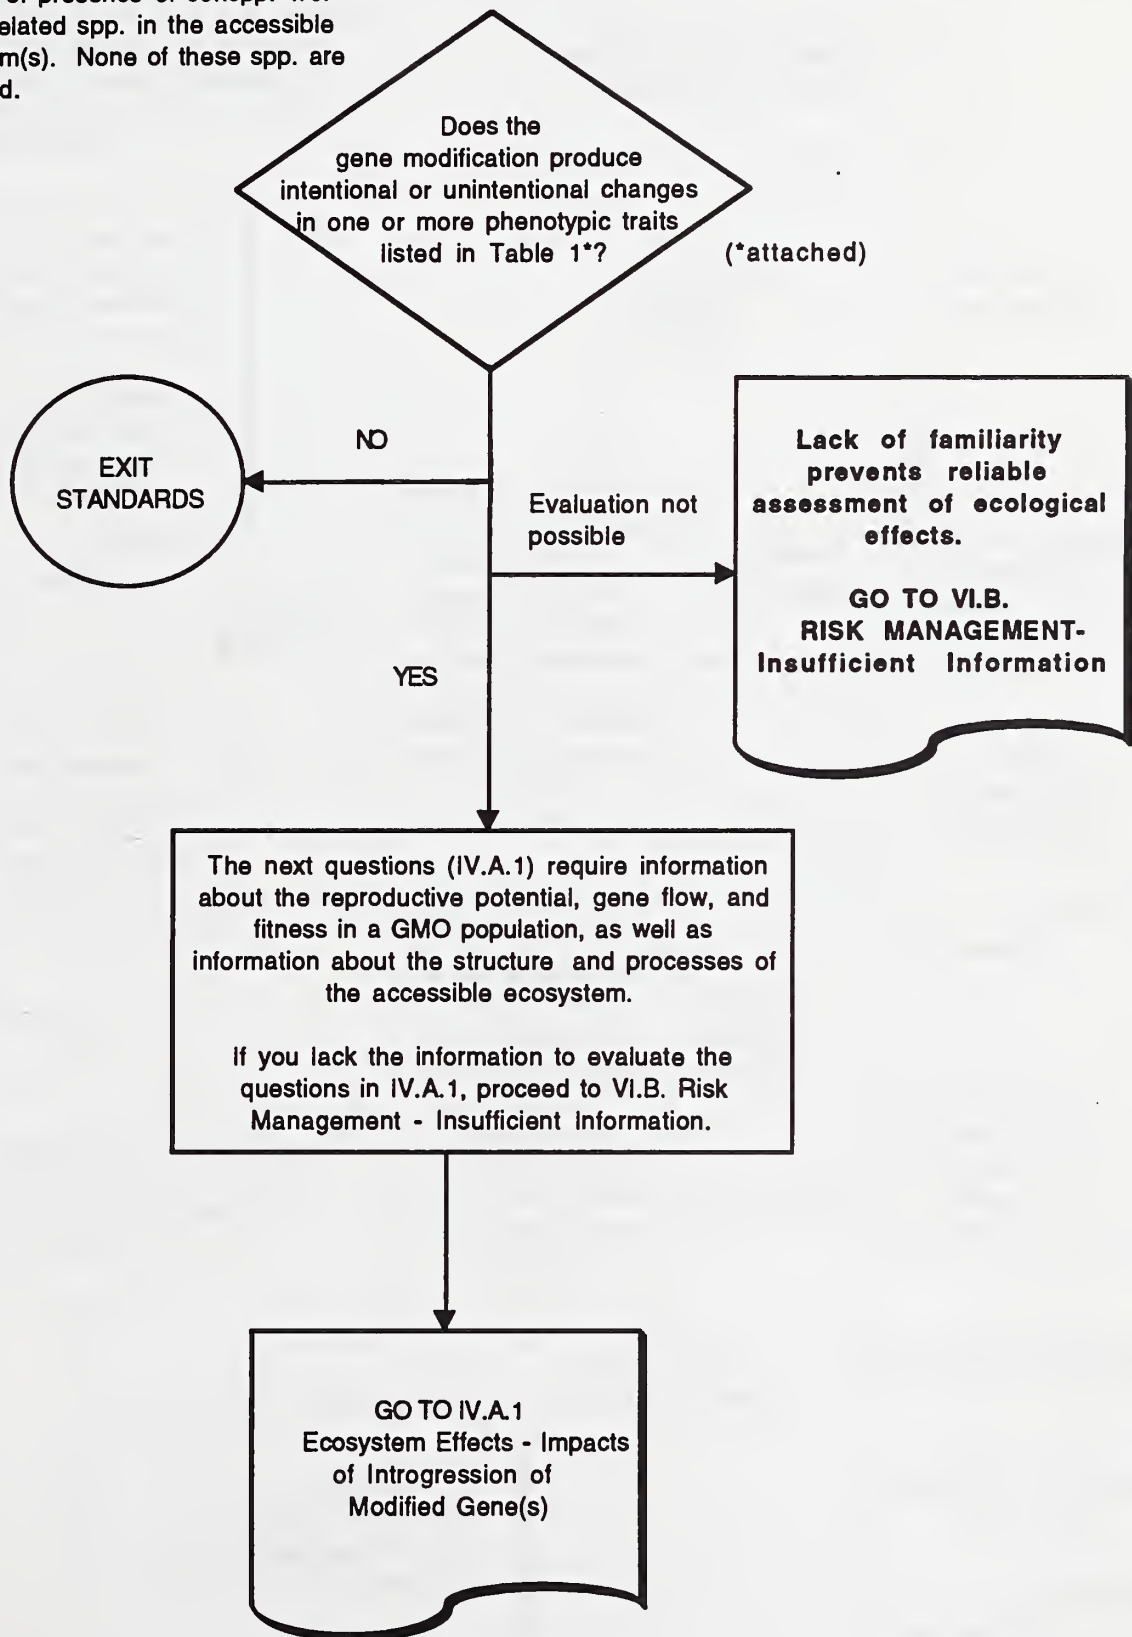 of presence of
elated spp. in the accessible
m(s). None of these spp. are
d.
Does the
gene modification produce
intentional or unintentional changes
in one or more phenotypic traits
listed in Table 1*?
(*attached)
NO
EXIT
STANDARDS
Evaluation not
possible
Lack of familiarity
prevents reliable
assessment of ecological
effects.
GO TO VI.B.
RISK MANAGEMENT-
Insufficient Information
YES
The next questions (IV.A.1) require information
about the reproductive potential, gene flow, and
fitness in a GMO population, as well as
information about the structure and processes of
the accessible ecosystem.
If you lack the information to evaluate the
questions in IV.A.1, proceed to VI.B. Risk
Management - Insufficient Information.
GO TO IV.A.1
Ecosystem Effects - Impacts
of Introgression of
Modified Gene(s)